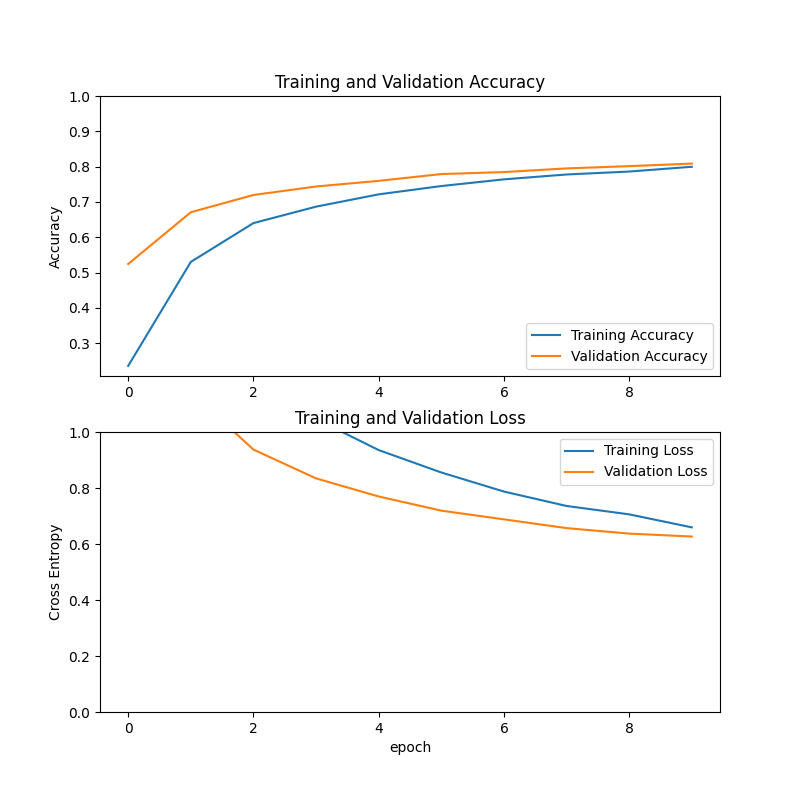 Training and Validation Accuracy
1.0
0.9
0.8
0.7
0.6
0.5
0.4
0.3
Accuracy
Training Accuracy
Validation Accuracy
0 2 4 6 8
Training and Validation Loss
1.0
0.8
0.6
0.4
0.2
0.0
Cross Entropy
Training Loss
Validation Loss
0 2 4 6 8
epoch